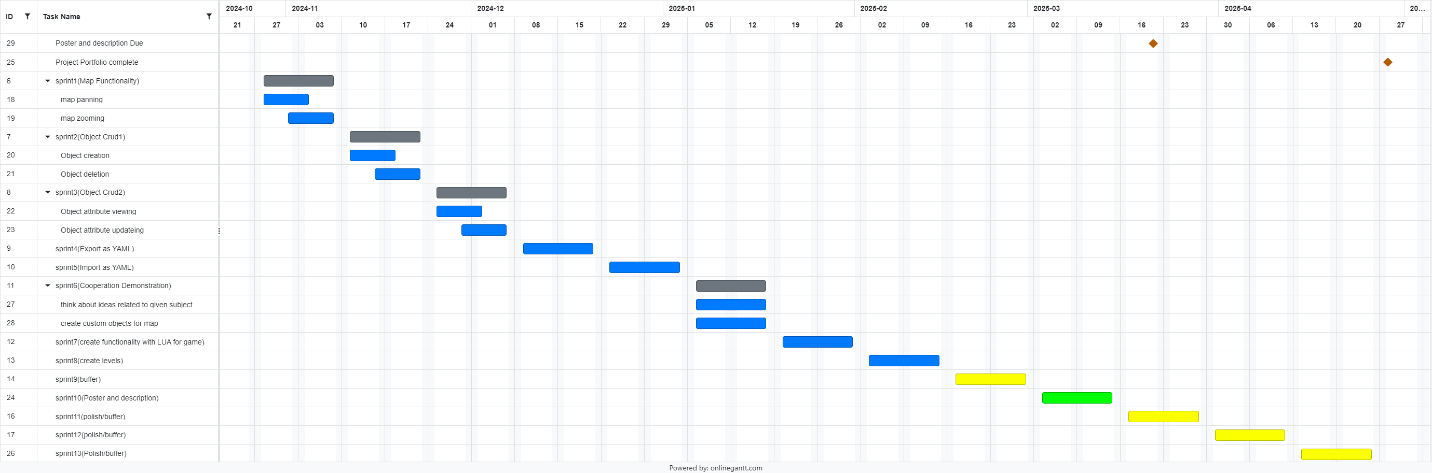 2024-10 2024-11 2024-12 2025-01 2025-02 2025-03 2025-04 20...
ID Task Name 21 27 03 10 17 24 01 08 15 22 29 05 12 19 26 02 09 16 23 02 09 16 23 30 06 13 20 27
29 Poster and description Due
25 Project Portfolio complete
6 sprint1(Map Functionality)
18 map panning
19 map zooming
7 sprint2(Object Crud1)
20 Object creation
21 Object deletion
8 sprint3(Object Crud2)
22 Object attribute viewing
23 Object attribute updateing
9 sprint4(Export as YAML)
10 sprint5(Import as YAML)
11 sprint6(Cooperation Demonstration)
27 think about ideas related to given subject
28 create custom objects for map
12 sprint7(create functionality with LUA for game)
13 sprint8(create levels)
14 sprint9(buffer)
24 sprint10(Poster and description)
16 sprint11(polish/buffer)
17 sprint12(polish/buffer)
26 sprint13(Polish/buffer)
Powered by: onlinegantt.com